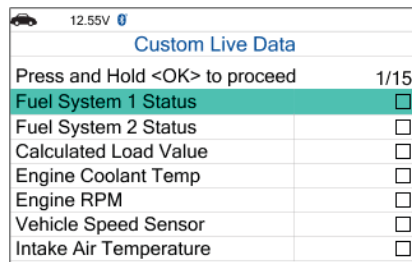 12.55V
Custom Live Data
Press and Hold <OK> to proceed 1/15
Fuel System 1 Status
Fuel System 2 Status
Calculated Load Value
Engine Coolant Temp
Engine RPM
Vehicle Speed Sensor
Intake Air Temperature